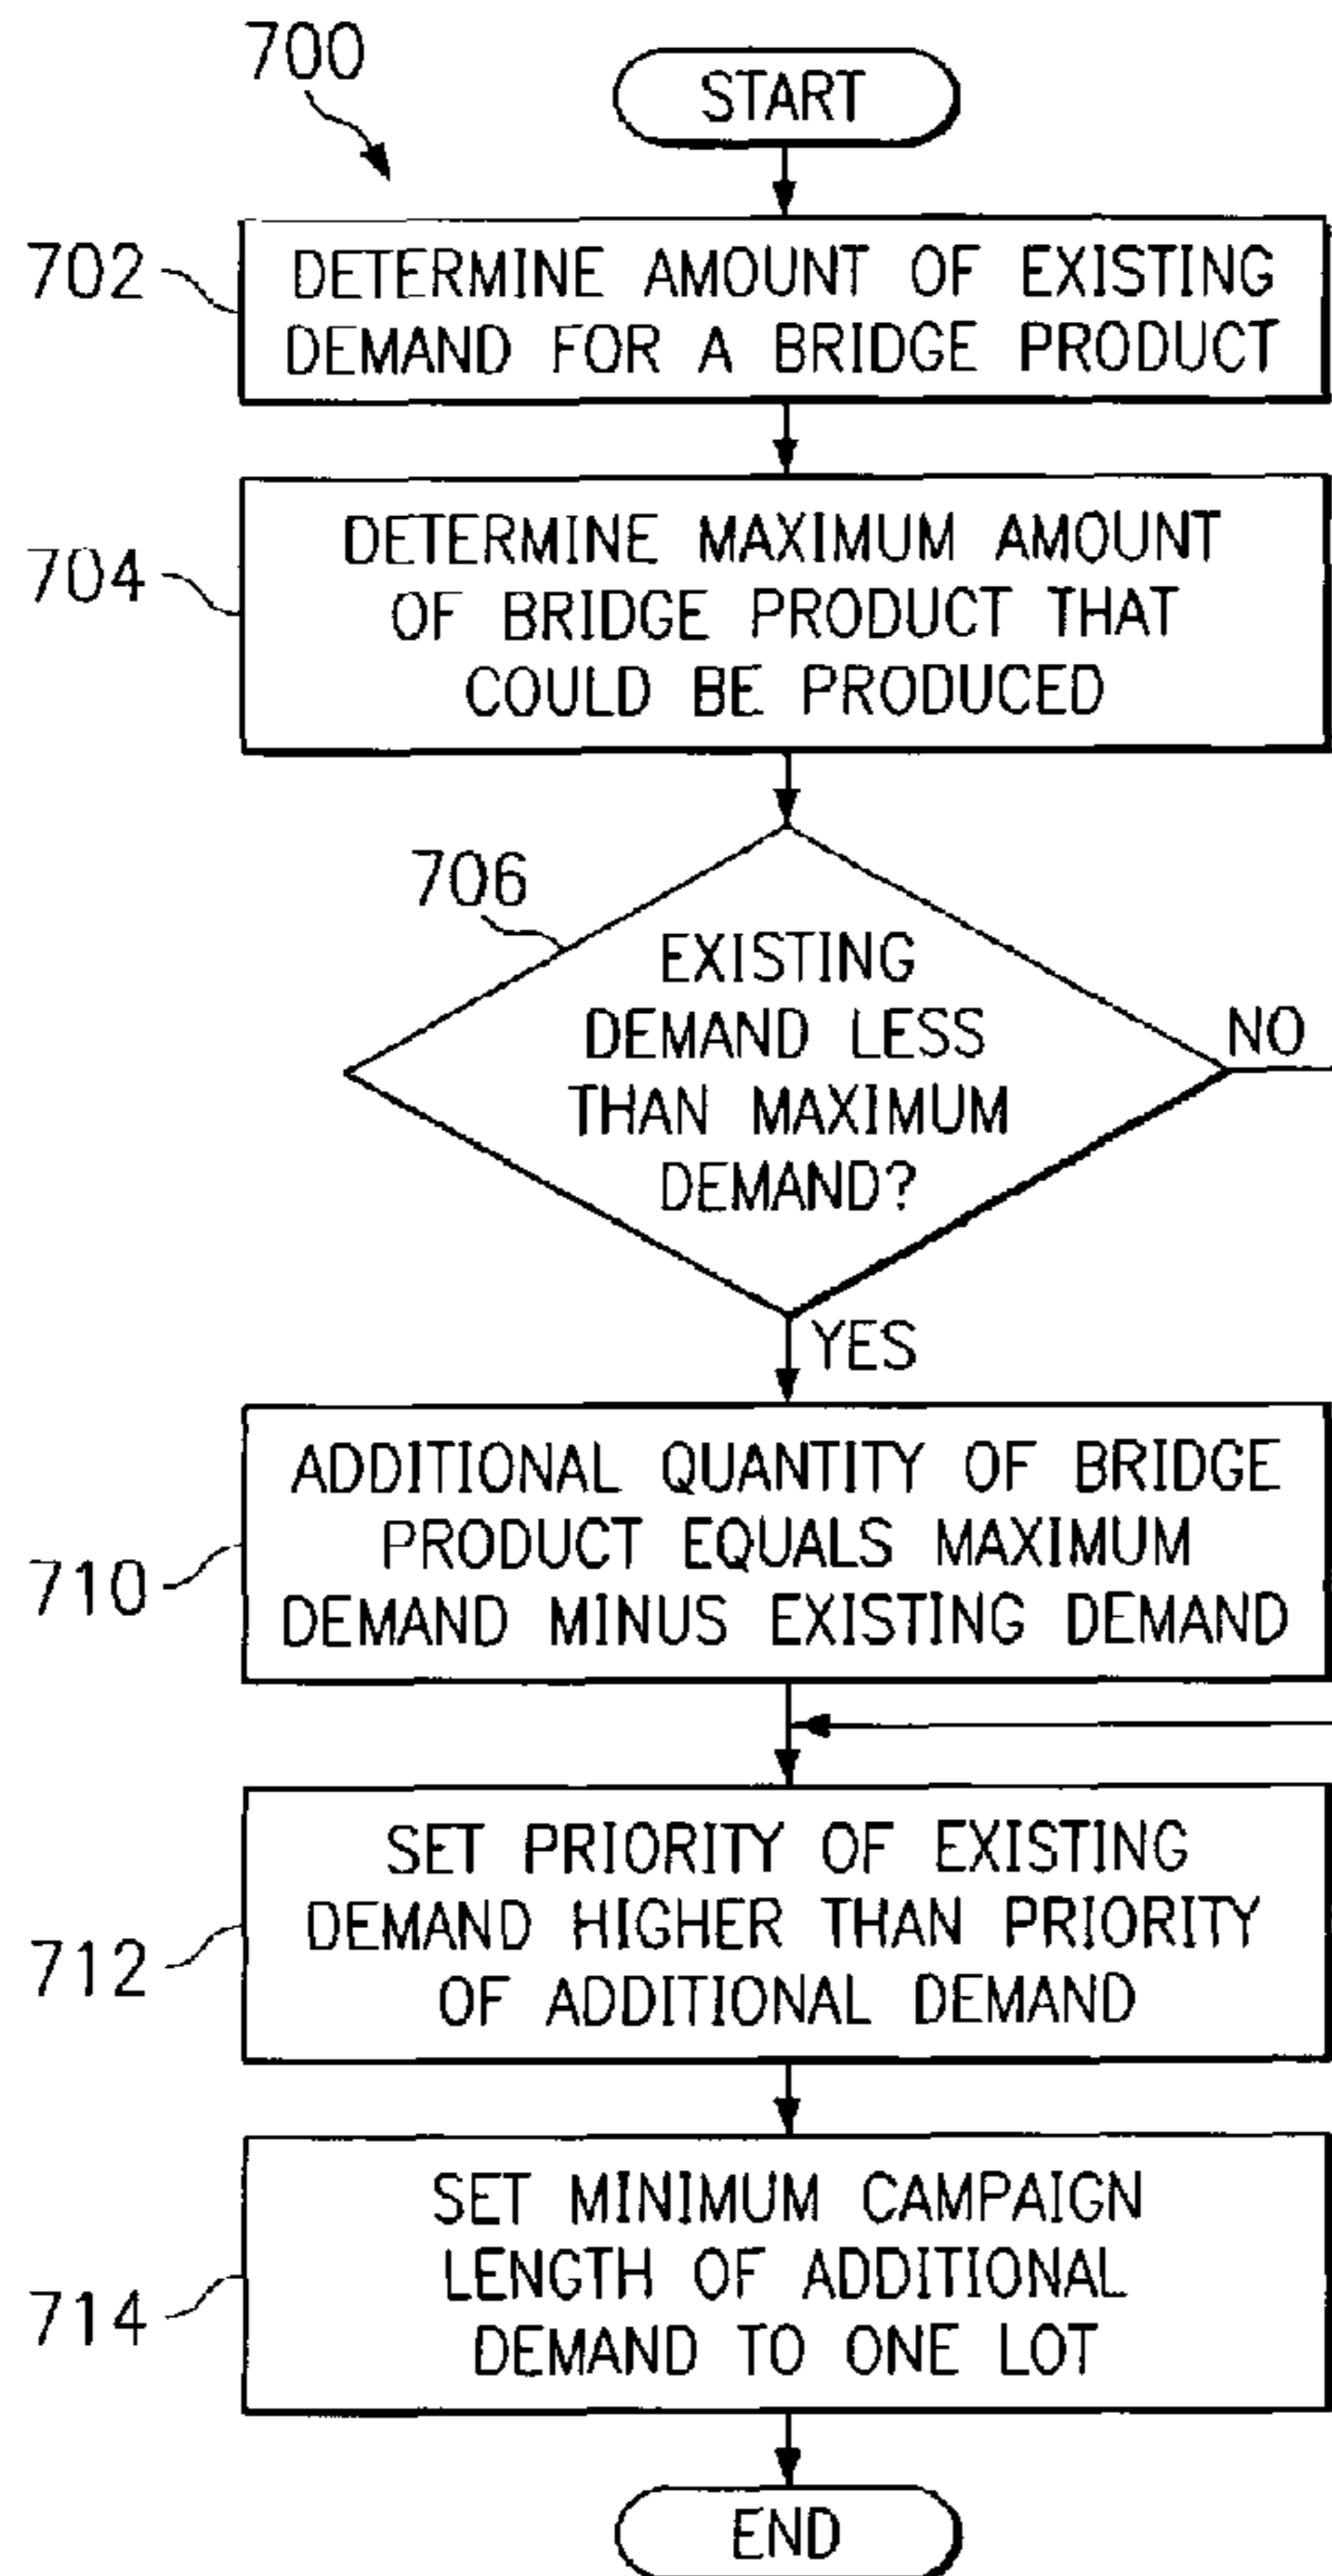 700
START
702
DETERMINE AMOUNT OF EXISTING
DEMAND FOR A BRIDGE PRODUCT
704
DETERMINE MAXIMUM AMOUNT
OF BRIDGE PRODUCT THAT
COULD BE PRODUCED
706
EXISTING
DEMAND LESS
THAN MAXIMUM
DEMAND?
NO
YES
710
ADDITIONAL QUANTITY OF BRIDGE
PRODUCT EQUALS MAXIMUM
DEMAND MINUS EXISTING DEMAND
712
SET PRIORITY OF EXISTING
DEMAND HIGHER THAN PRIORITY
OF ADDITIONAL DEMAND
714
SET MINIMUM CAMPAIGN
LENGTH OF ADDITIONAL
DEMAND TO ONE LOT
END